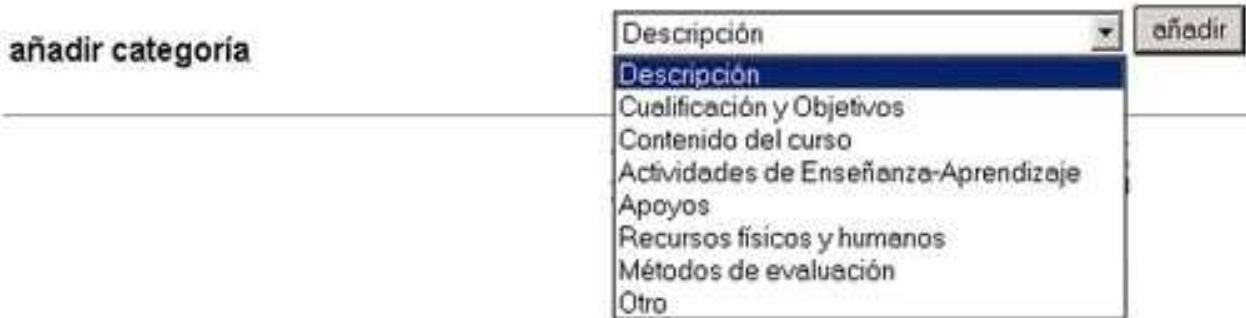 añadir categoría
Descripción
añadir
Descripción
Cualificación y Objetivos
Contenido del curso
Actividades de Enseñanza-Aprendizaje
Apoyos
Recursos físicos y humanos
Métodos de evaluación
Otro